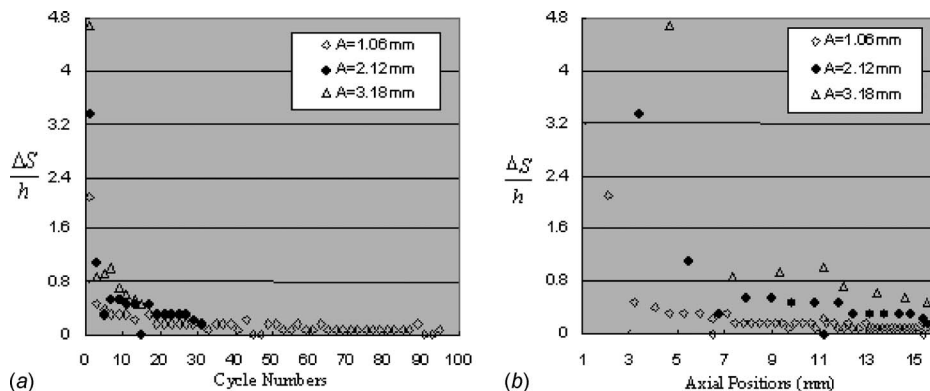 4.8
4
3.2
2.4
1.6
0.8
0
ΔS
h
A=1.06mm
A=2.12mm
A=3.18mm
0 10 20 30 40 50 60 70 80 90 100
(a) Cycle Numbers
4.8
4
3.2
2.4
1.6
0.8
0
ΔS
h
A=1.06mm
A=2.12mm
A=3.18mm
1 3 5 7 9 11 13 15
(b) Axial Positions (mm)